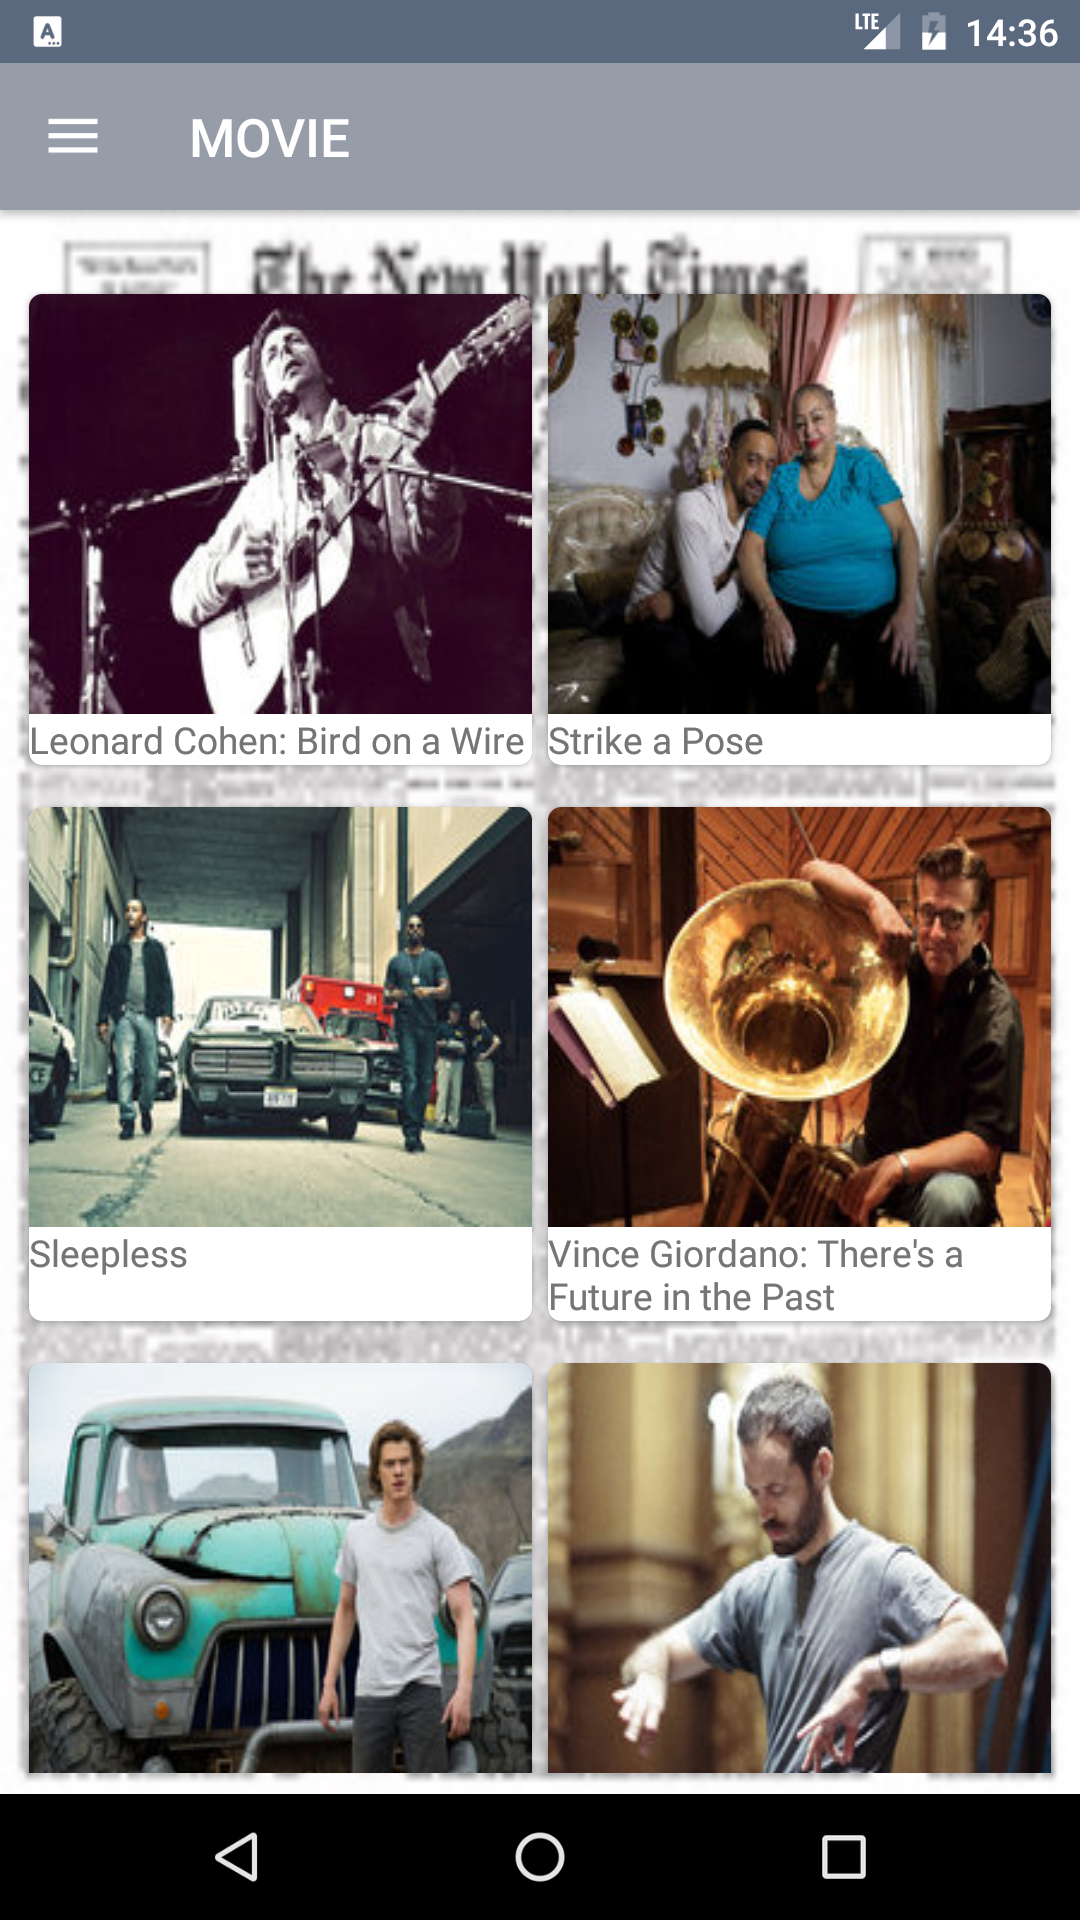 A
LTE
14:36
MOVIE
The New York Times.
Leonard Cohen: Bird on a Wire
Strike a Pose
Sleepless
Vince Giordano: There's a
Future in the Past